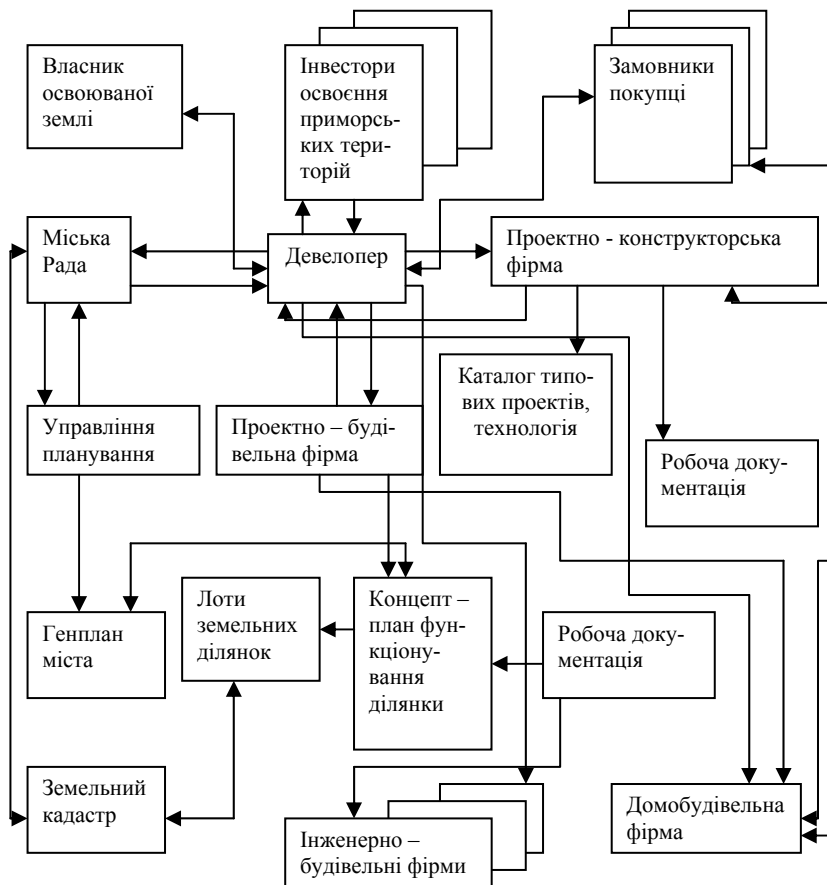 Власник
освоюваної
землі
Інвестори
освоєння
приморсь-
ких тери-
торій
Замовники
покупці
Міська
Рада
Девелопер
Проектно - конструкторська
фірма
Каталог типо-
вих проектів,
технологія
Управління
планування
Проектно – буді-
вельна фірма
Робоча доку-
ментація
Генплан
міста
Лоти
земельних
ділянок
Концепт –
план фун-
кціону-
вання
ділянки
Робоча доку-
ментація
Земельний
кадастр
Інженерно –
будівельні фірми
Домобудівельна
фірма